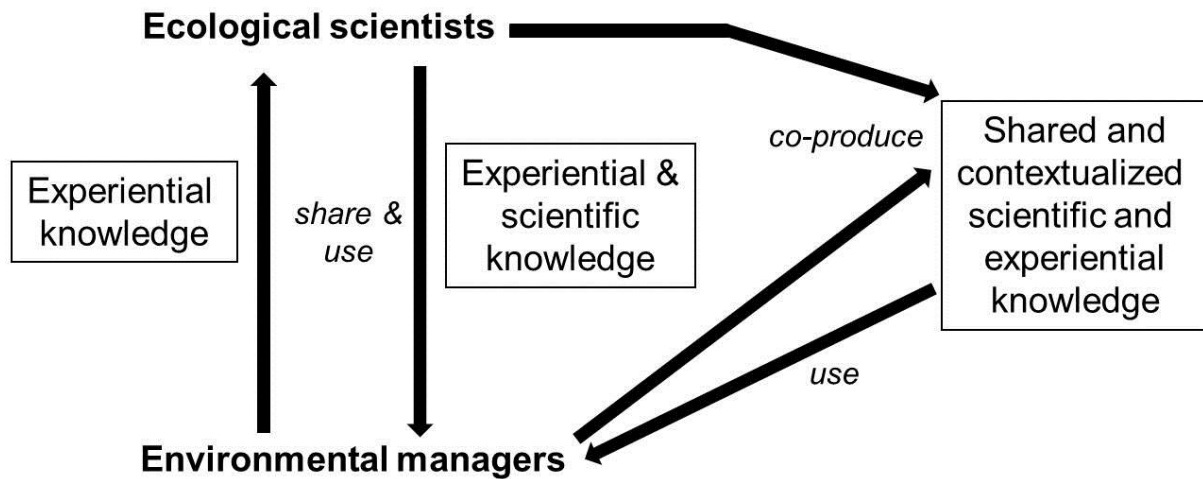 Ecological scientists
Experiential
knowledge
share &
use
Experiential &
scientific
knowledge
co-produce
Shared and
contextualized
scientific and
experiential
knowledge
use
Environmental managers